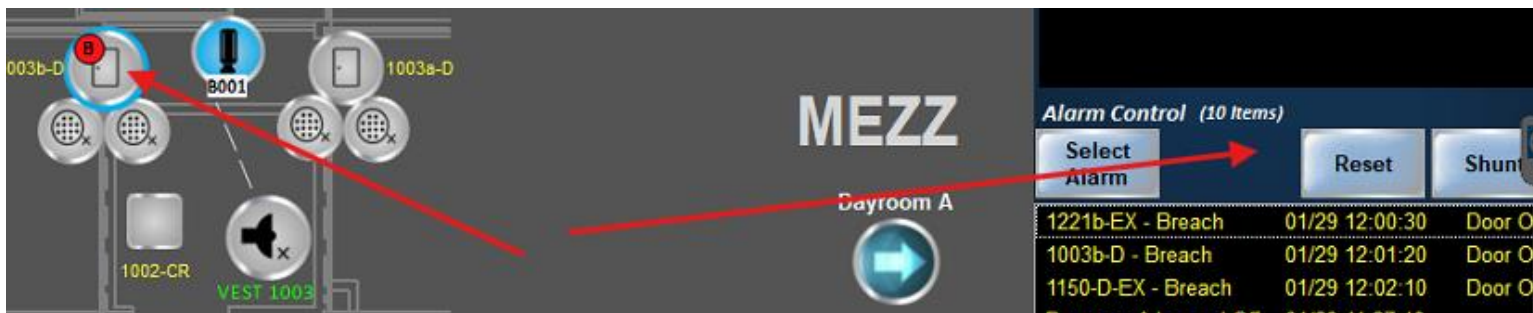 B
003b-D
B001
1003a-D
1002-CR
VEST 1003
MEZZ
Bayroom A
Alarm Control (10 Items)
Select
Alarm
Reset
Shunt
1221b-EX - Breach 01/29 12:00:30 Door O
1003b-D - Breach 01/29 12:01:20 Door O
1150-D-EX - Breach 01/29 12:02:10 Door O